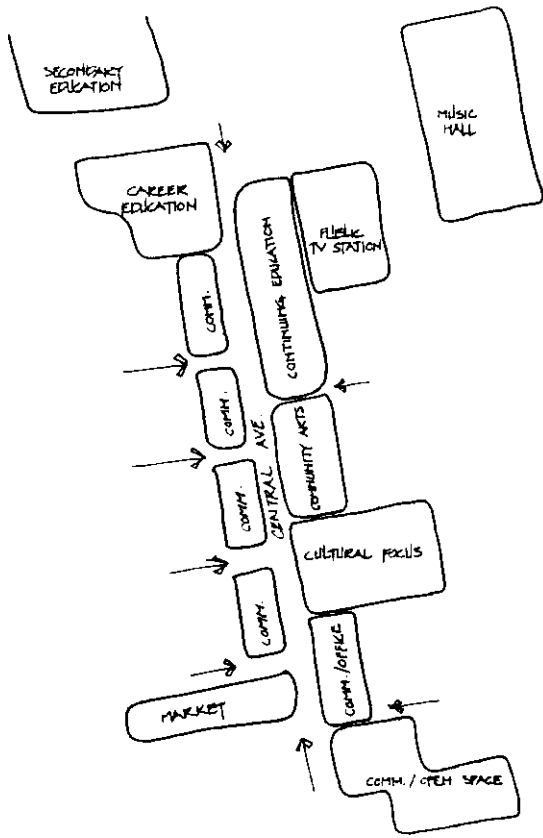 SECONDARY
EDUCATION
MUSIC
HALL
CAREER
EDUCATION
PUBLIC
TV STATION
CONTINUING EDUCATION
COMM.
COMM.
CENTRAL AVE.
COMMUNITY ARTS
COMM.
CULTURAL FOCUS
COMM.
COMM./OFFICE
MARKET
COMM./OPEN SPACE